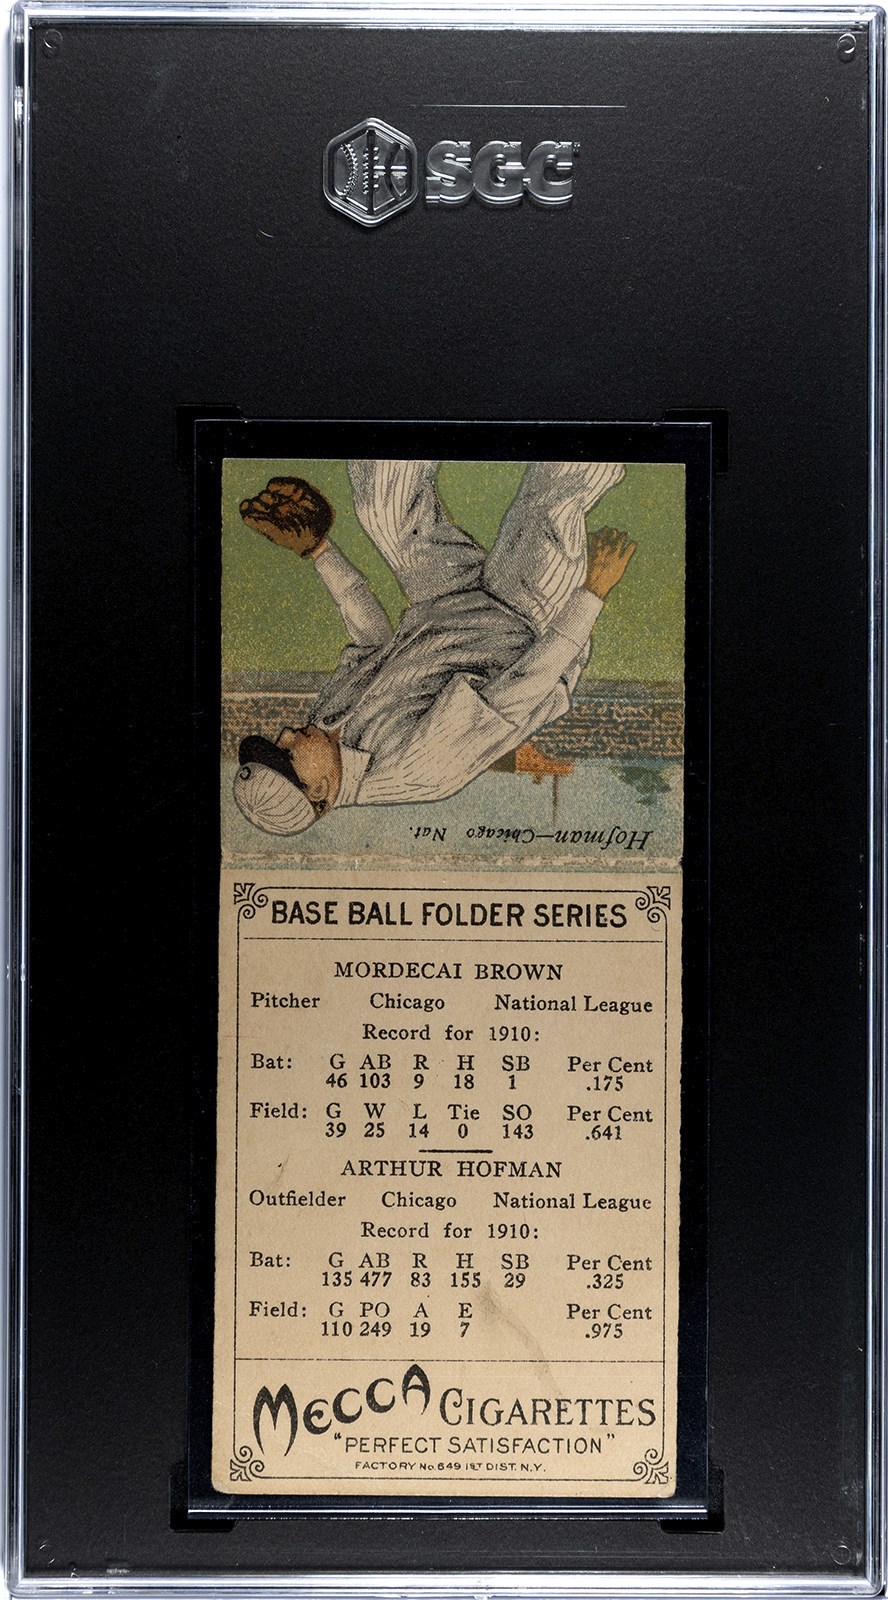 SGC
Hofman—Chicago Nat.
BASE BALL FOLDER SERIES
MORDECAI BROWN
Pitcher Chicago National League
Record for 1910:
Bat: G AB R H SB Per Cent
46 103 9 18 1 .175
Field: G W L Tie SO Per Cent
39 25 14 0 143 .641
ARTHUR HOFMAN
Outfielder Chicago National League
Record for 1910:
Bat: G AB R H SB Per Cent
135 477 83 155 29 .325
Field: G PO A E Per Cent
110 249 19 7 .975
MECCA CIGARETTES
"PERFECT SATISFACTION"
FACTORY No. 649 1ST DIST. N.Y.